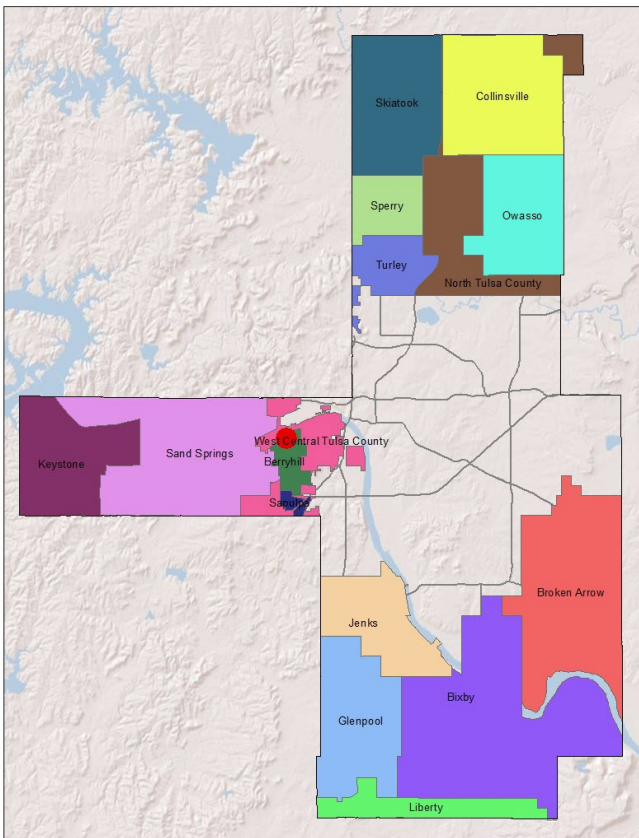 Skiatook
Collinsville
Sperry
Owasso
Turley
North Tulsa County
West Central Tulsa County
Sand Springs
Keystone
Berryhill
Sapulpa
Broken Arrow
Jenks
Bixby
Glenpool
Liberty